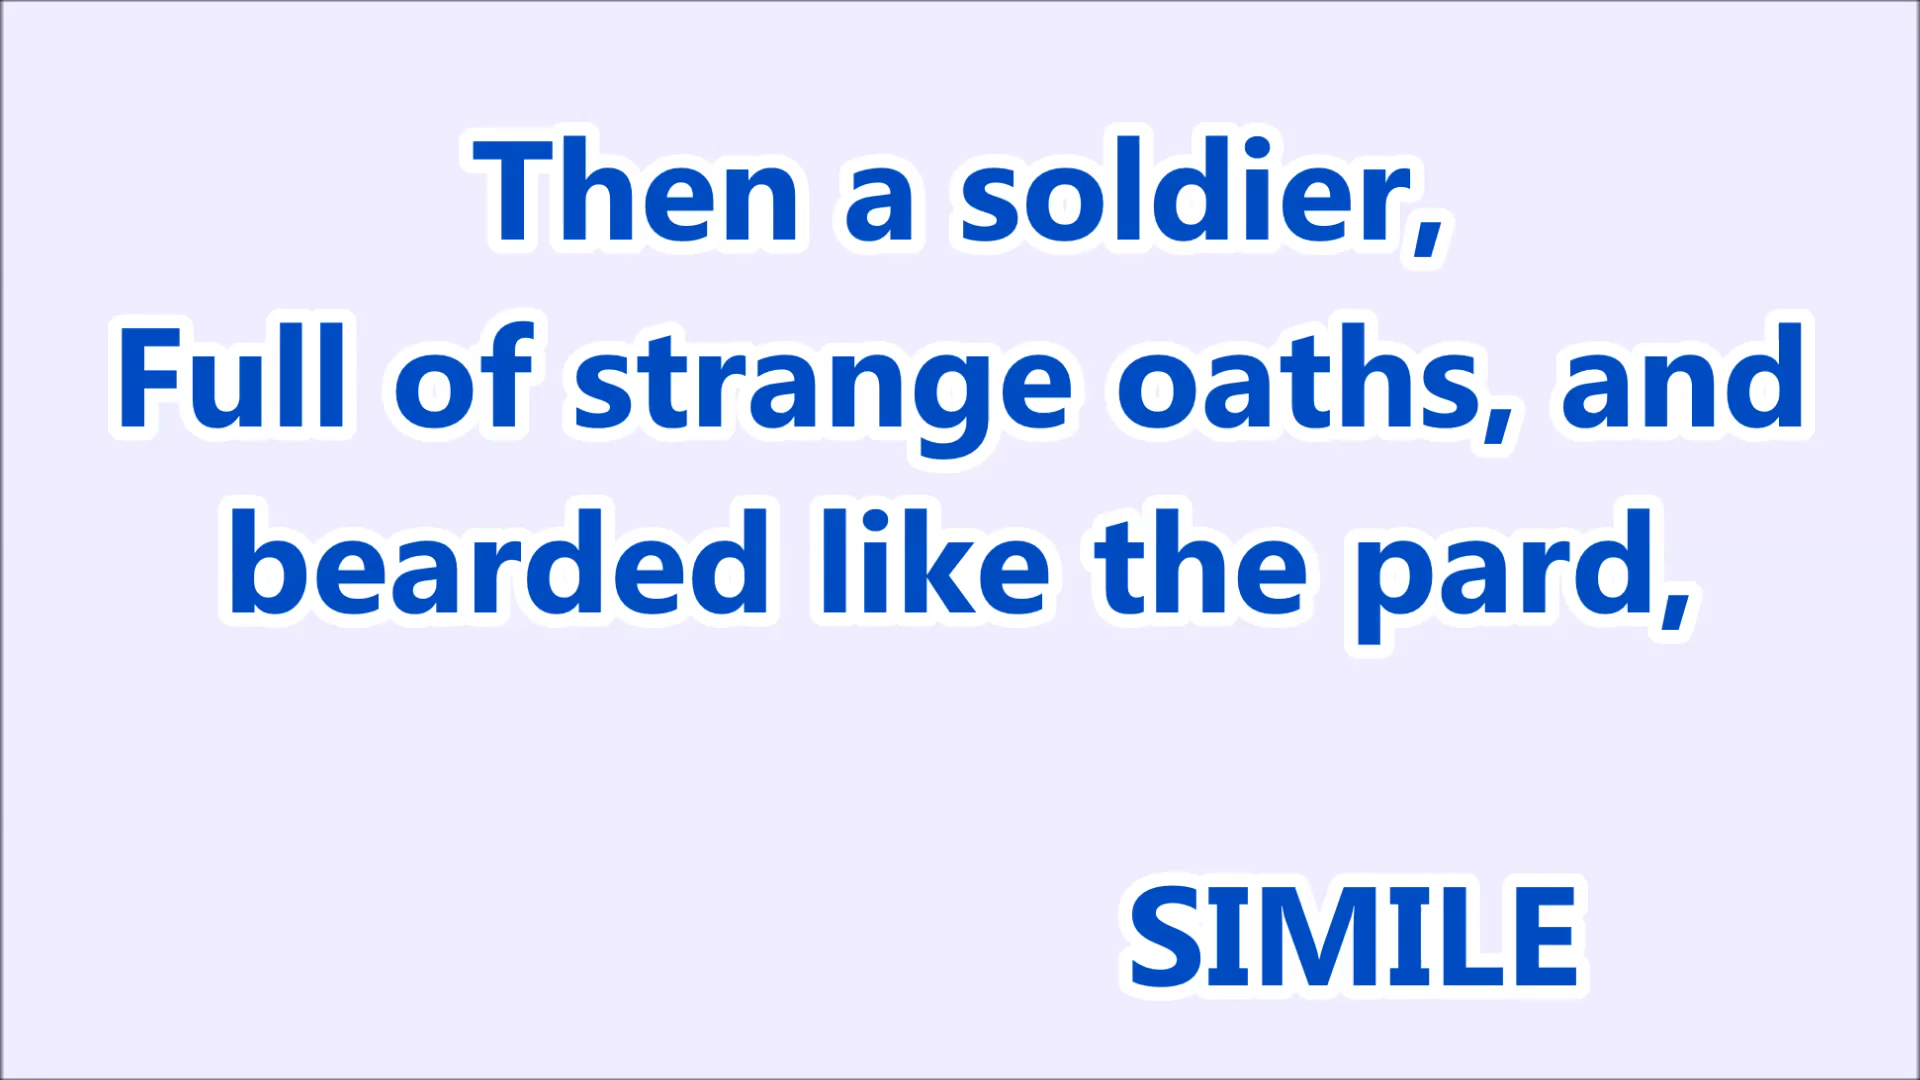 Then a soldier,
Full of strange oaths, and
bearded like the pard,
SIMILE